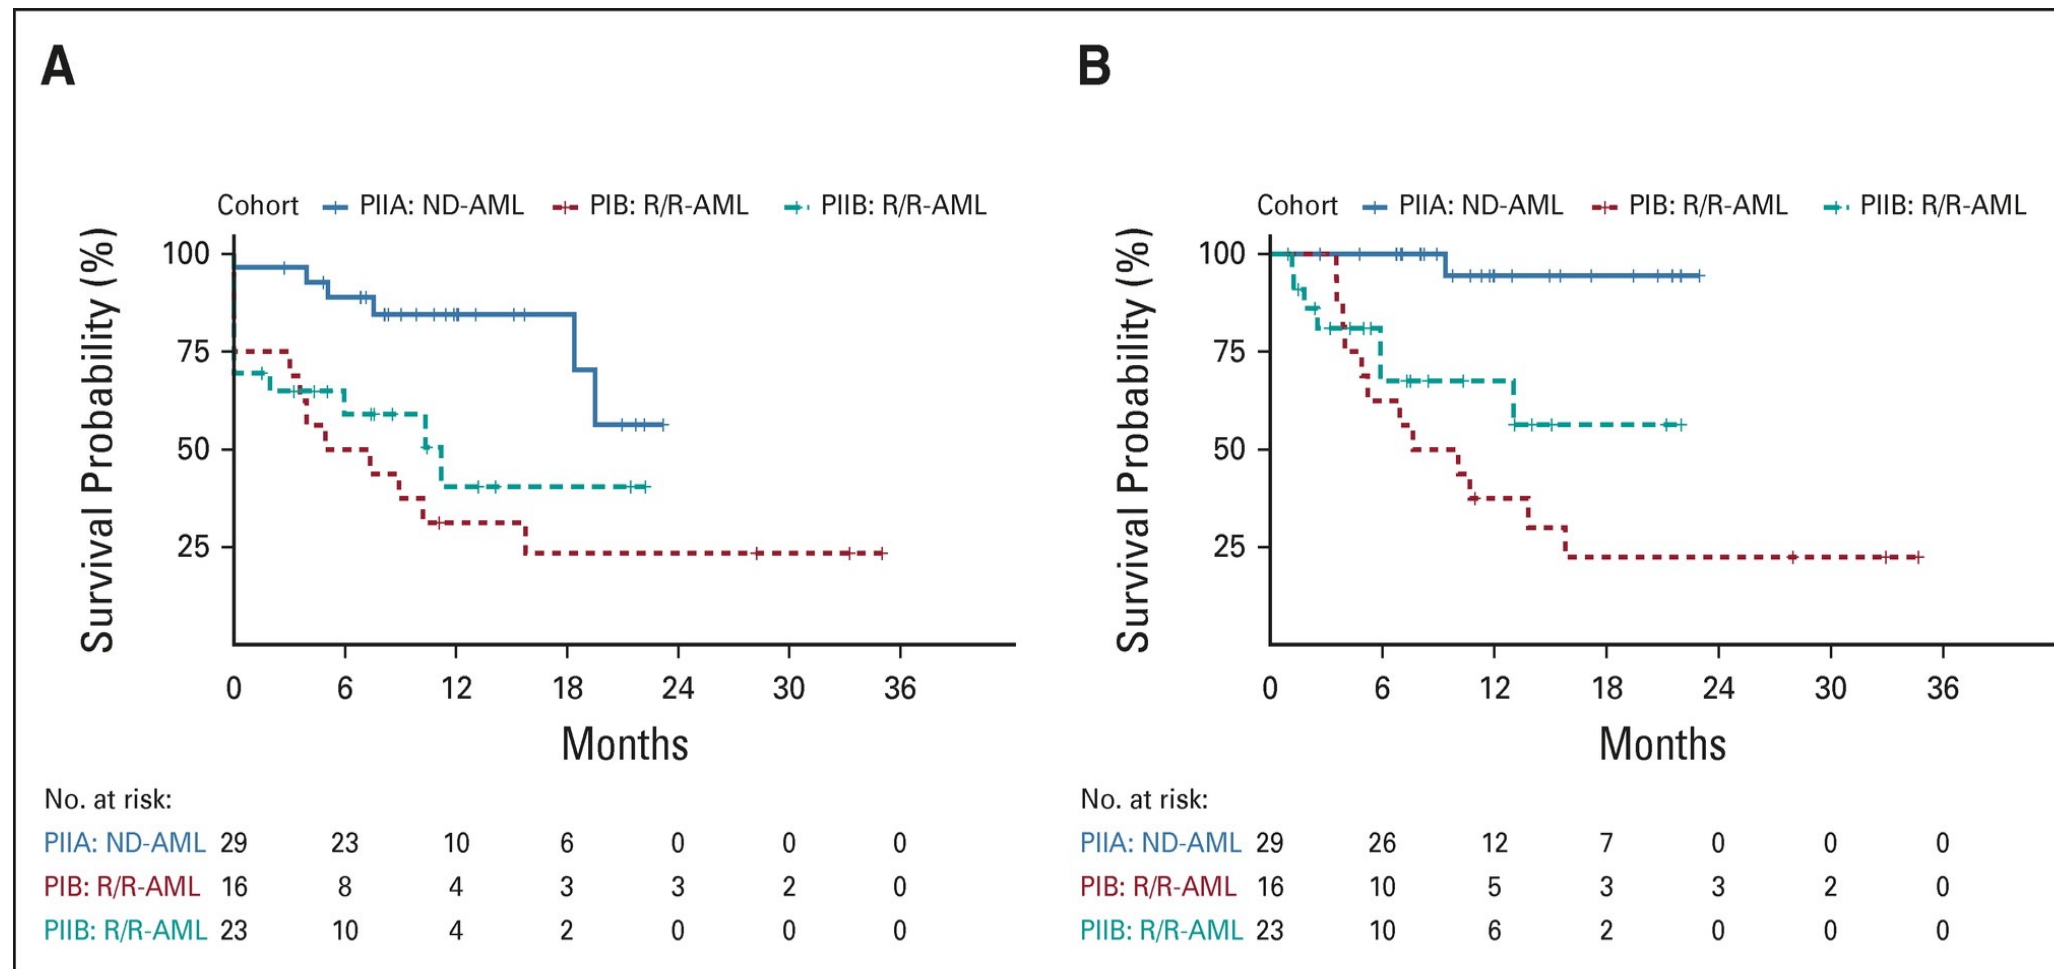 A
Cohort PIIA: ND-AML PIB: R/R-AML PIIB: R/R-AML
Survival Probability (%)
100
75
50
25
0 6 12 18 24 30 36
Months
No. at risk:
PIIA: ND-AML 29 23 10 6 0 0 0
PIB: R/R-AML 16 8 4 3 3 2 0
PIIB: R/R-AML 23 10 4 2 0 0 0
B
Cohort PIIA: ND-AML PIB: R/R-AML PIIB: R/R-AML
Survival Probability (%)
100
75
50
25
0 6 12 18 24 30 36
Months
No. at risk:
PIIA: ND-AML 29 26 12 7 0 0 0
PIB: R/R-AML 16 10 5 3 3 2 0
PIIB: R/R-AML 23 10 6 2 0 0 0